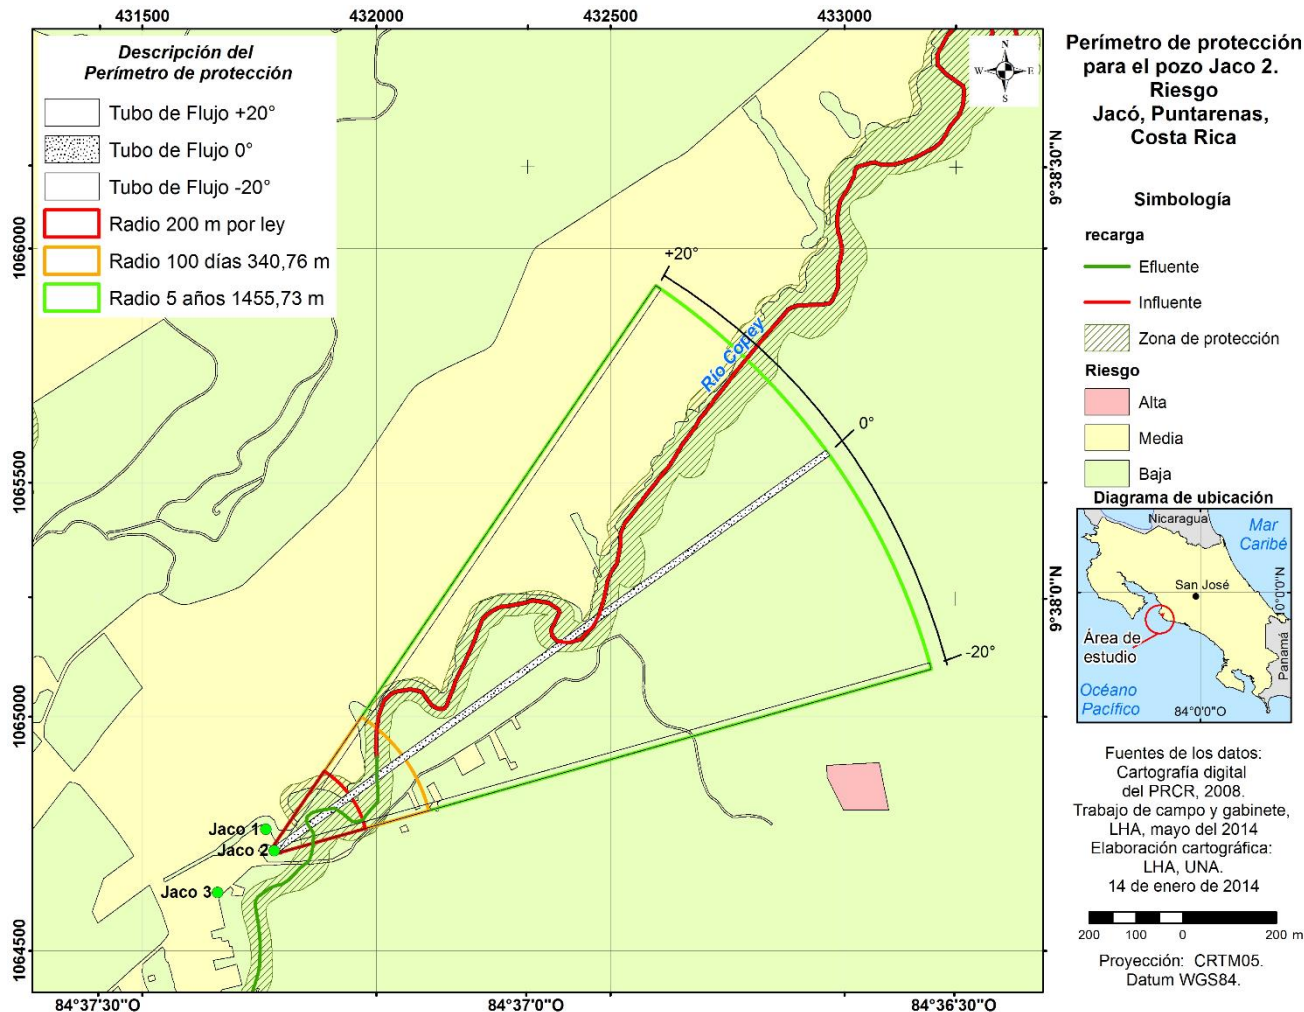 431500
432000
432500
433000
Descripción del
Perímetro de protección
Tubo de Flujo +20°
Tubo de Flujo 0°
Tubo de Flujo -20°
Radio 200 m por ley
Radio 100 días 340,76 m
Radio 5 años 1455,73 m
N
W
E
S
1066000
1065500
1065000
1064500
9°38'30"N
9°38'0"N
+20°
0°
-20°
Río Copey
Jaco 1
Jaco 2
Jaco 3
84°37'30"O
84°37'0"O
84°36'30"O
Perímetro de protección
para el pozo Jaco 2.
Riesgo
Jacó, Puntarenas,
Costa Rica
Simbología
recarga
Efluente
Influente
Zona de protección
Riesgo
Alta
Media
Baja
Diagrama de ubicación
Nicaragua
Mar
Caribé
San José
10°0'0"N
Área de
estudio
Panamá
Océano
Pacífico
84°0'0"O
Fuentes de los datos:
Cartografía digital
del PRCR, 2008.
Trabajo de campo y gabinete,
LHA, mayo del 2014
Elaboración cartográfica:
LHA, UNA.
14 de enero de 2014
200 100 0 200 m
Proyección: CRTM05.
Datum WGS84.